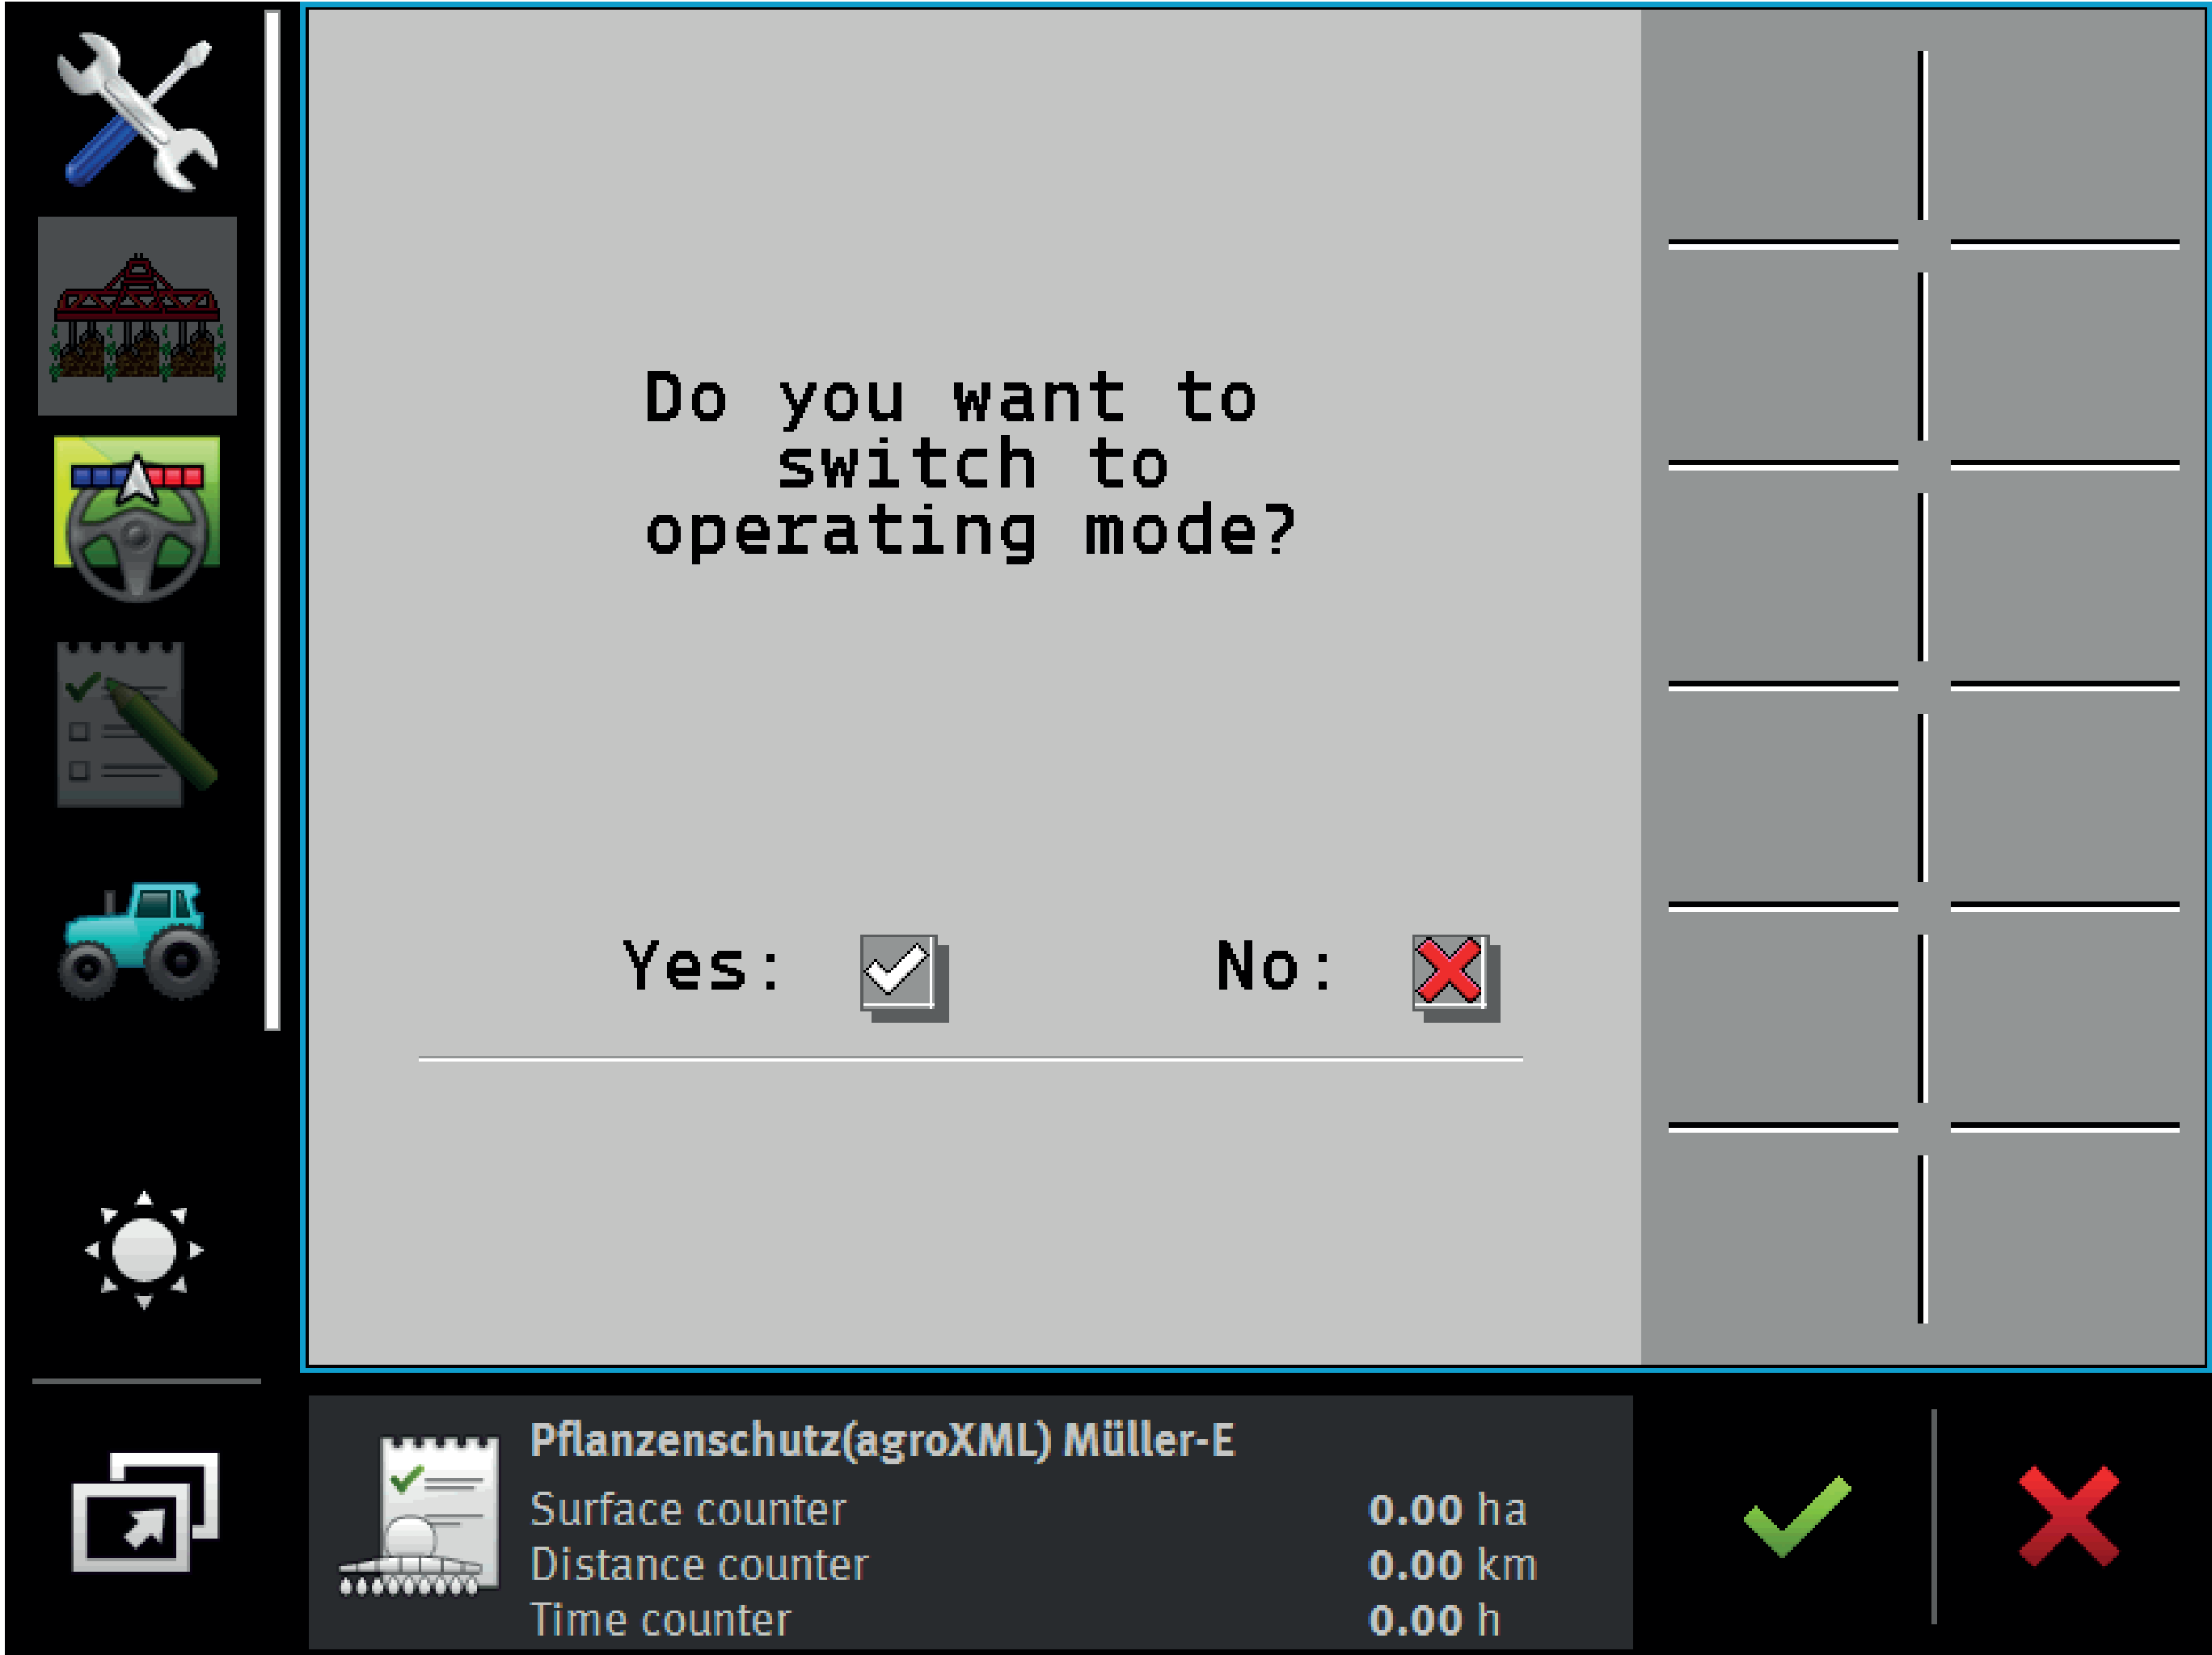 Do you want to
switch to
operating mode?
Yes: No:
Pflanzenschutz(agroXML) Müller-E
Surface counter 0.00 ha
Distance counter 0.00 km
Time counter 0.00 h